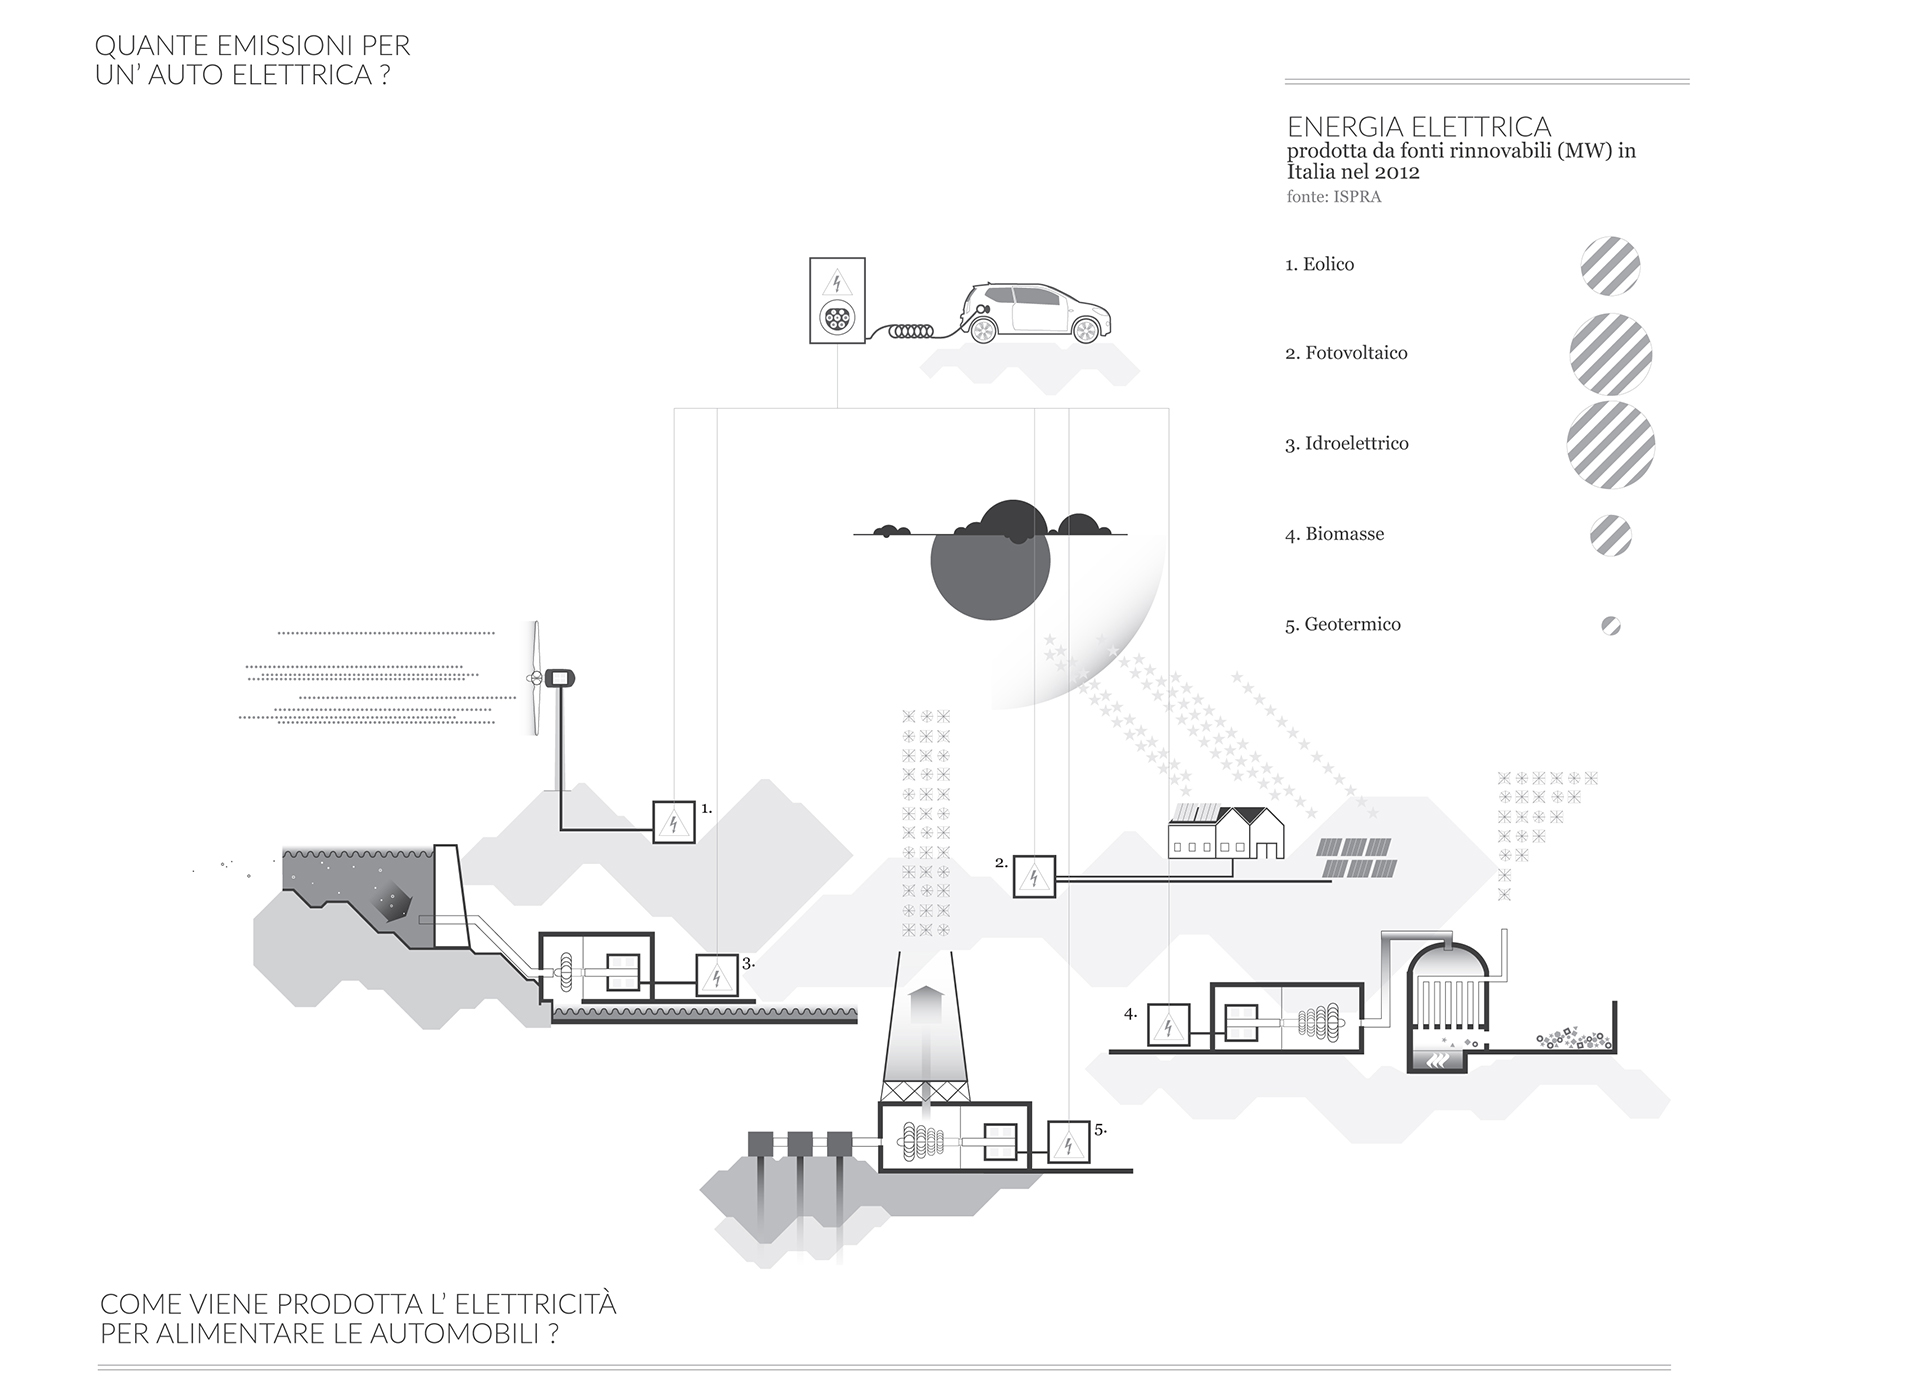 QUANTE EMISSIONI PER
UN' AUTO ELETTRICA ?
ENERGIA ELETTRICA
prodotta da fonti rinnovabili (MW) in
Italia nel 2012
fonte: ISPRA
1. Eolico
2. Fotovoltaico
3. Idroelettrico
4. Biomasse
5. Geotermico
1.
2.
3.
4.
5.
COME VIENE PRODOTTA L' ELETTRICITÀ
PER ALIMENTARE LE AUTOMOBILI ?